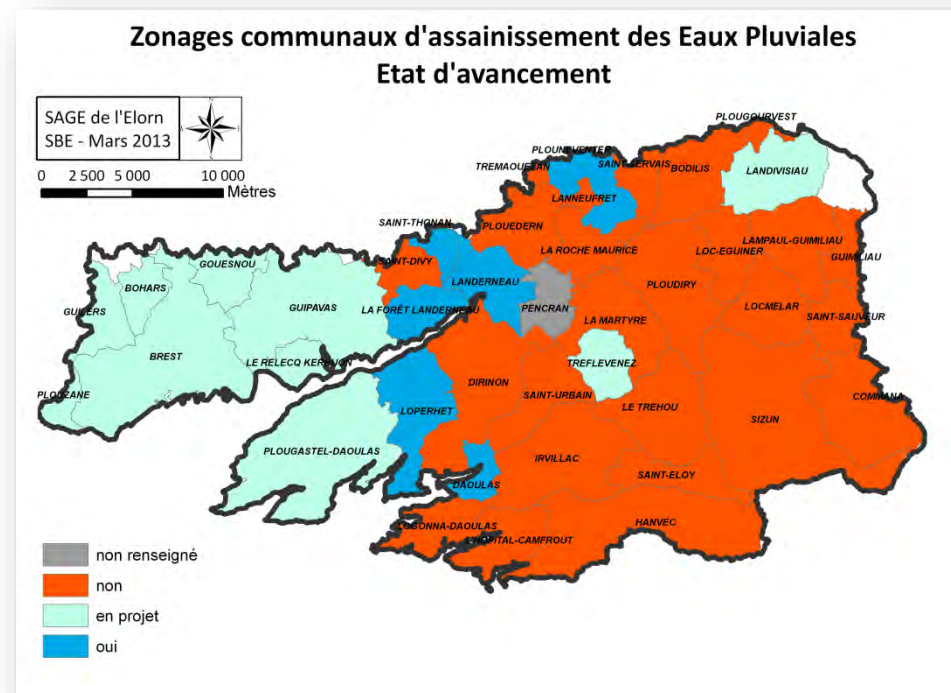 Zonages communaux d'assainissement des Eaux Pluviales
Etat d'avancement
SAGE de l'Elorn
SBE - Mars 2013
0 2 500 5 000 10 000
Mètres
PLOUGOURVEST
PLOUNEVENTER
SAINT-SERVAIS
TREMAOUEZAN
BODILIS
LANDIVISIAU
LANNEUFRET
SAINT-THONAN
PLOUEDERN
LAMPAUL-GUIMILIAU
LA ROCHE MAURICE
LOC-EGUINER
GUIMILIAU
SAINT-DIVY
GOUESNOU
LANDERNEAU
BOHARS
PLOUDIRY
GUILERS
GUIPAVAS
LA FORÊT LANDERNEAU
PENCRAN
LOCMELAR
SAINT-SAUVEUR
LA MARTYRE
BREST
LE RELECQ KERHUON
TREFLEVENEZ
DIRINON
PLOUZANE
SAINT-URBAIN
COMMANA
LOPERHET
LE TREHOU
SIZUN
PLOUGASTEL-DAOULAS
IRVILLAC
SAINT-ELOY
DAOULAS
LOGONNA-DAOULAS
HANVEC
L'HOPITAL-CAMFROUT
non renseigné
non
en projet
oui